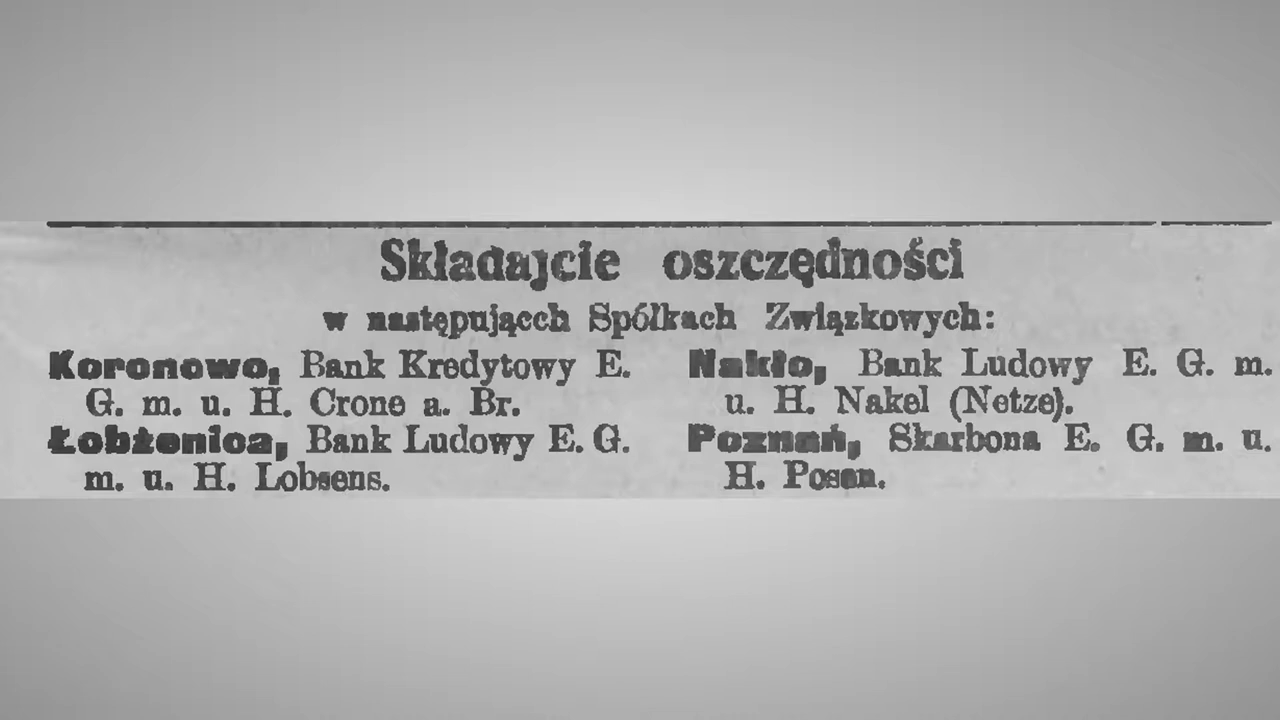 Składajcie oszczędności
w następujęcch Spółkach Związkowych:
Koronowo, Bank Kredytowy E.
G. m. u. H. Crone a. Br.
Łobżenica, Bank Ludowy E. G.
m. u. H. Lobsens.
Nakło, Bank Ludowy E. G. m.
u. H. Nakel (Netze).
Poznań, Skarbona E. G. m. u.
H. Posen.